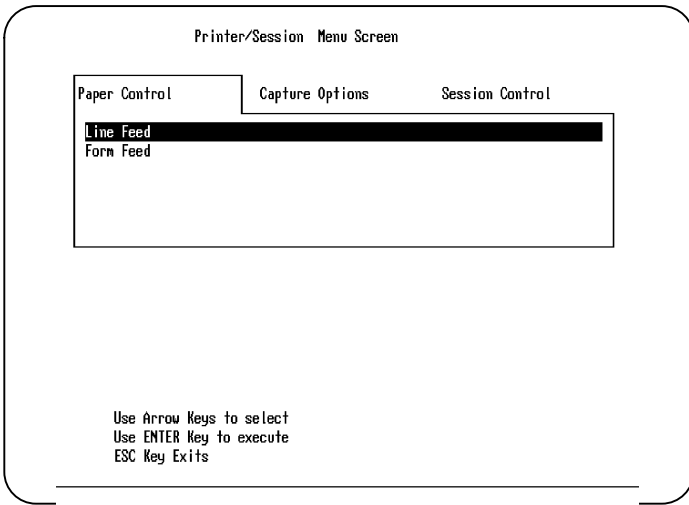 Printer/Session Menu Screen
Paper Control Capture Options Session Control
Line Feed
Form Feed
Use Arrow Keys to select
Use ENTER Key to execute
ESC Key Exits